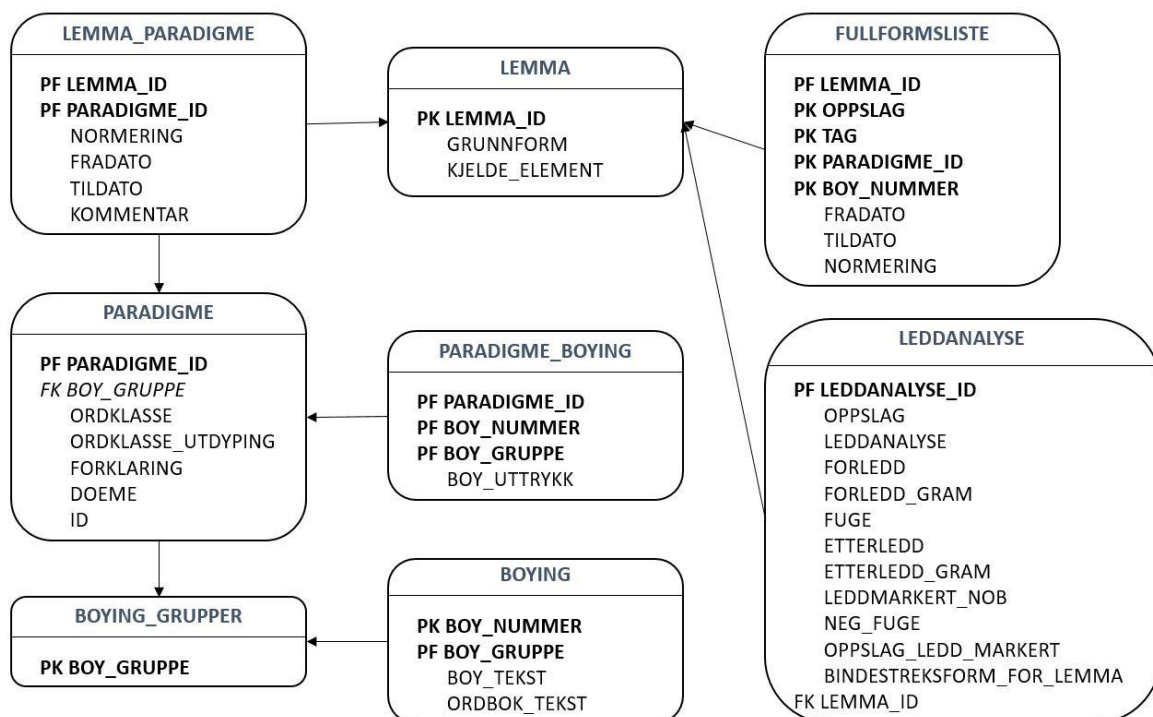 LEMMA_PARADIGME
PF LEMMA_ID
PF PARADIGME_ID
NORMERING
FRADATO
TILDATO
KOMMENTAR
LEMMA
PK LEMMA_ID
GRUNNFORM
KJELDE_ELEMENT
FULLFORMSLISTE
PF LEMMA_ID
PK OPPSLAG
PK TAG
PK PARADIGME_ID
PK BOY_NUMMER
FRADATO
TILDATO
NORMERING
PARADIGME
PF PARADIGME_ID
FK BOY_GRUPPE
ORDKLASSE
ORDKLASSE_UTDYPING
FORKLARING
DOEME
ID
PARADIGME_BOYING
PF PARADIGME_ID
PF BOY_NUMMER
PF BOY_GRUPPE
BOY_UTTRYKK
LEDDANALYSE
PF LEDDANALYSE_ID
OPPSLAG
LEDDANALYSE
FORLEDD
FORLEDD_GRAM
FUGE
ETTERLEDD
ETTERLEDD_GRAM
LEDDMARKERT_NOB
NEG_FUGE
OPPSLAG_LEDD_MARKERT
BINDESTREKSFORM_FOR_LEMMA
FK LEMMA_ID
BOYING_GRUPPER
PK BOY_GRUPPE
BOYING
PK BOY_NUMMER
PF BOY_GRUPPE
BOY_TEKST
ORDBOK_TEKST